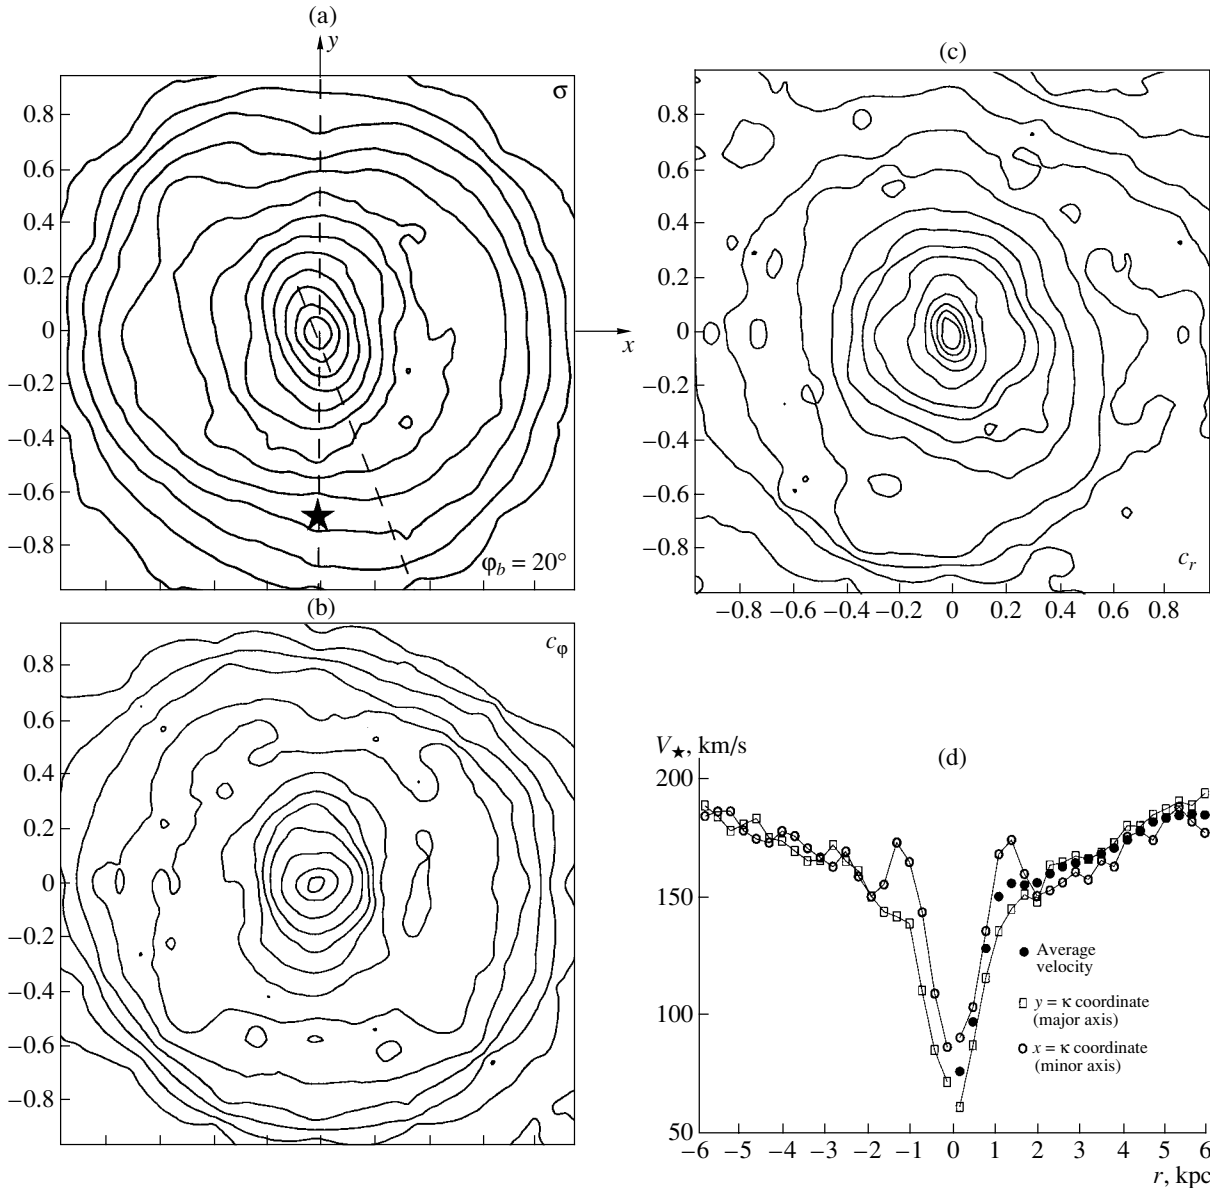 (a)
y
σ
0.8
0.6
0.4
0.2
0
−0.2
−0.4
−0.6
−0.8
x
φb = 20°
(b)
cφ
0.8
0.6
0.4
0.2
0
−0.2
−0.4
−0.6
−0.8
(c)
0.8
0.6
0.4
0.2
0
−0.2
−0.4
−0.6
−0.8
cr
−0.8 −0.6 −0.4 −0.2 0 0.2 0.4 0.6 0.8
V★, km/s
(d)
200
150
100
50
Average
velocity
y = κ coordinate
(major axis)
x = κ coordinate
(minor axis)
−6 −5 −4 −3 −2 −1 0 1 2 3 4 5 6
r, kpc